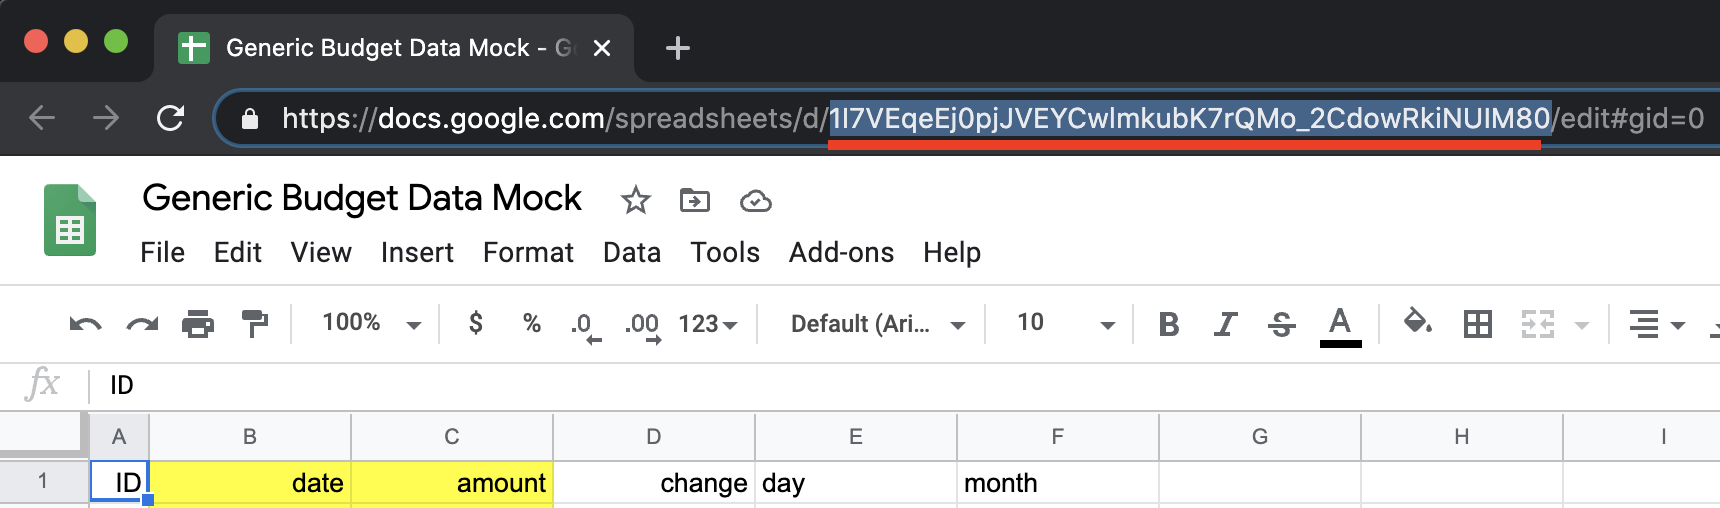 Generic Budget Data Mock - Go
https://docs.google.com/spreadsheets/d/1I7VEqeEj0pjJVEYCwImkubK7rQMo_2CdowRkiNUIM80/edit#gid=0
Generic Budget Data Mock
File Edit View Insert Format Data Tools Add-ons Help
100% $ % .0 .00 123 Default (Ari... 10 B I S A
fx ID
A B C D E F G H I
1 ID date amount change day month